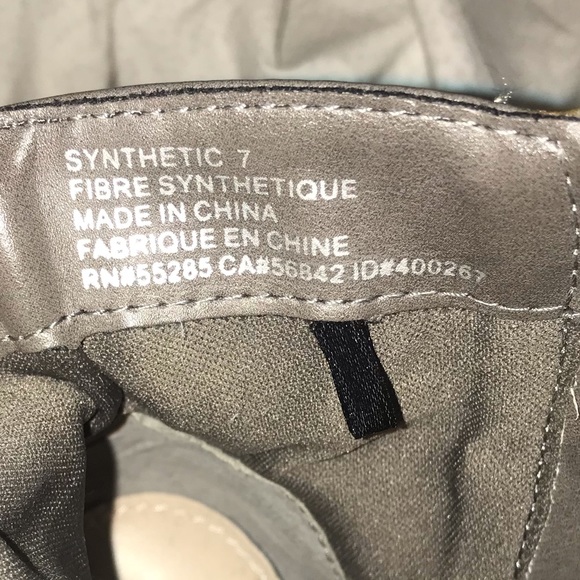 SYNTHETIC 7
FIBRE SYNTHETIQUE
MADE IN CHINA
FABRIQUE EN CHINE
RN#55285 CA#56842 ID#400267